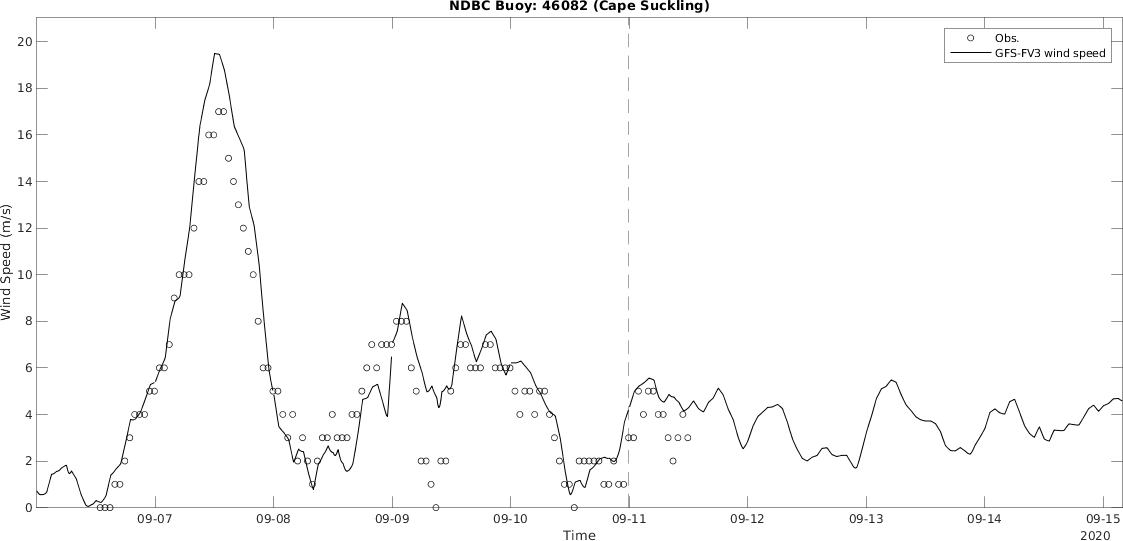 NDBC Buoy: 46082 (Cape Suckling)
Obs.
GFS-FV3 wind speed
Wind Speed (m/s)
20
18
16
14
12
10
8
6
4
2
0
09-07 09-08 09-09 09-10 09-11 09-12 09-13 09-14 09-15
Time
2020